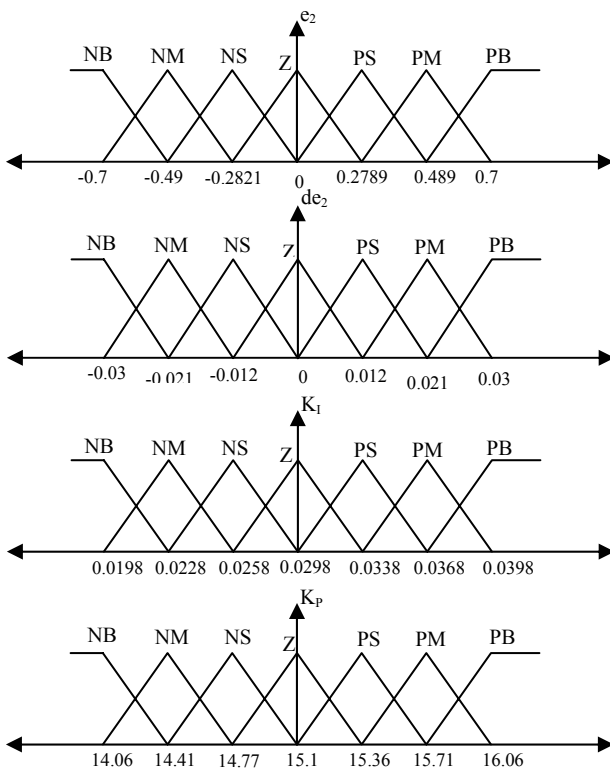 e2
NB NM NS Z PS PM PB
-0.7 -0.49 -0.2821 0 0.2789 0.489 0.7
de2
NB NM NS Z PS PM PB
-0.03 -0.021 -0.012 0 0.012 0.021 0.03
KI
NB NM NS Z PS PM PB
0.0198 0.0228 0.0258 0.0298 0.0338 0.0368 0.0398
KP
NB NM NS Z PS PM PB
14.06 14.41 14.77 15.1 15.36 15.71 16.06